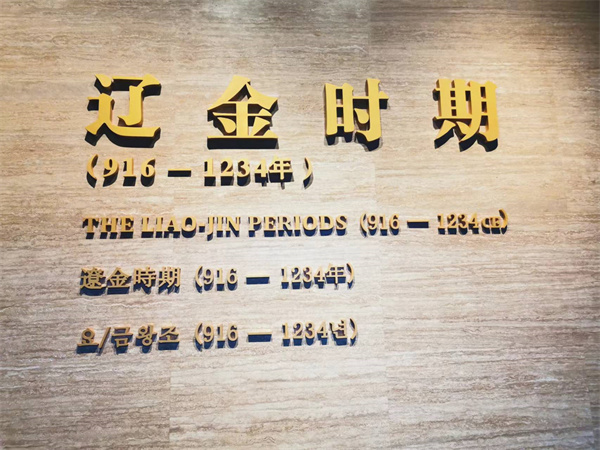 辽金时期
（916 — 1234年）
THE LIAO-JIN PERIODS (916 — 1234CE)
遼金時期（916 — 1234年）
요/금왕조（916 — 1234년）